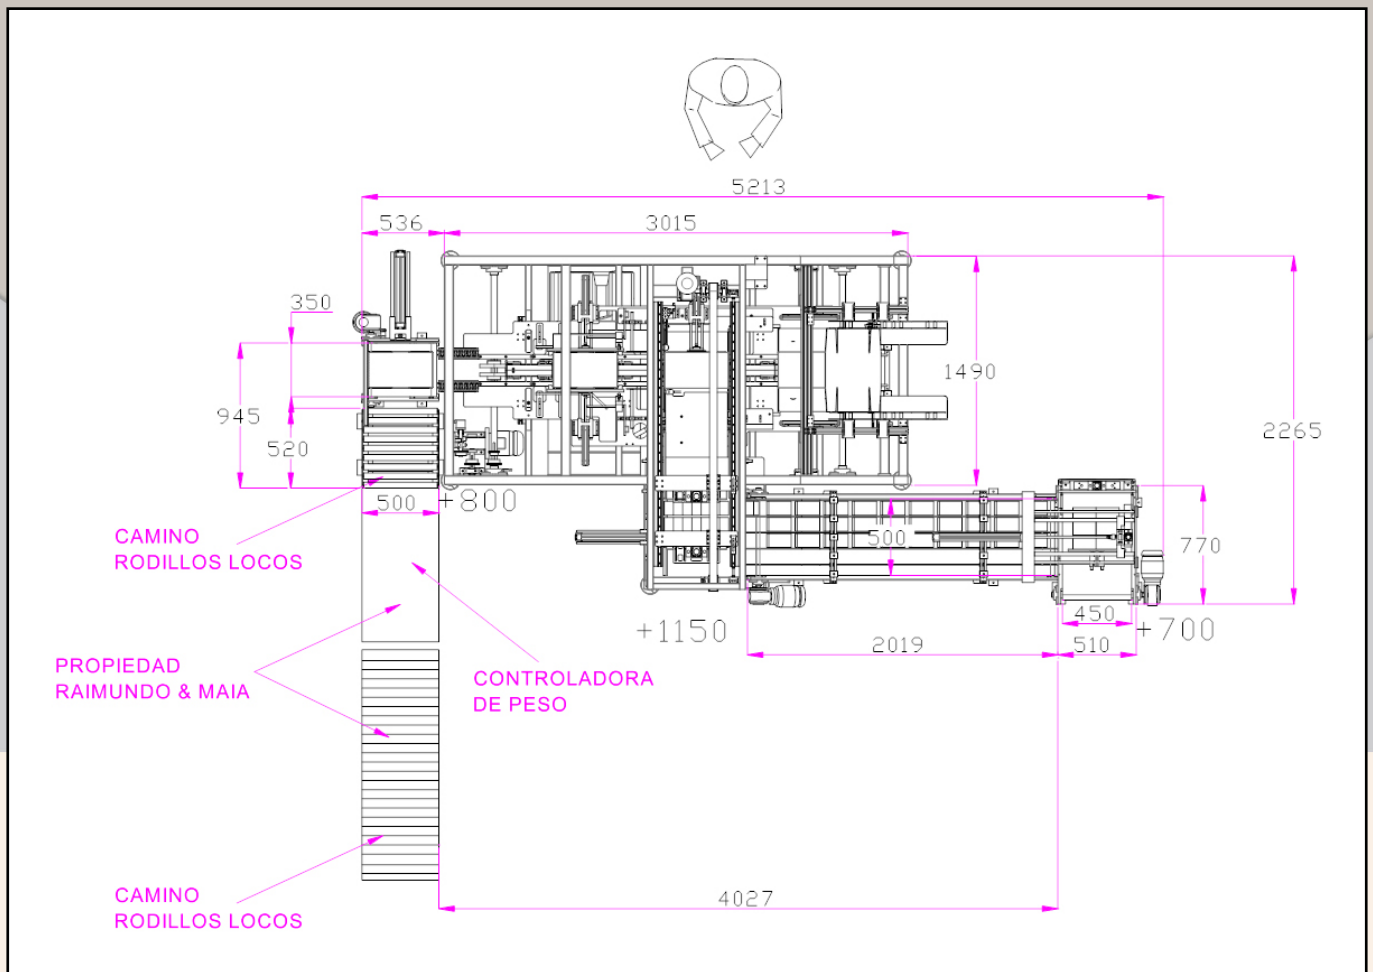 5213
536
3015
350
1490
945
2265
520
500
+800
CAMINO
RODILLOS LOCOS
500
770
450
+700
+1150
2019
510
PROPIEDAD
RAIMUNDO & MAIA
CONTROLADORA
DE PESO
4027
CAMINO
RODILLOS LOCOS